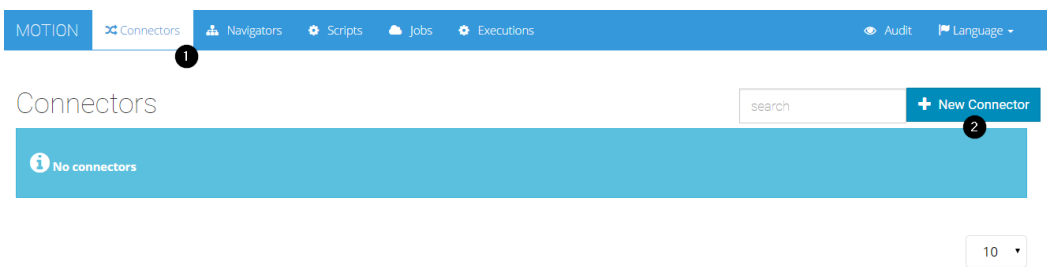 MOTION Connectors Navigators Scripts Jobs Executions Audit Language
1
Connectors search New Connector
2
No connectors
10